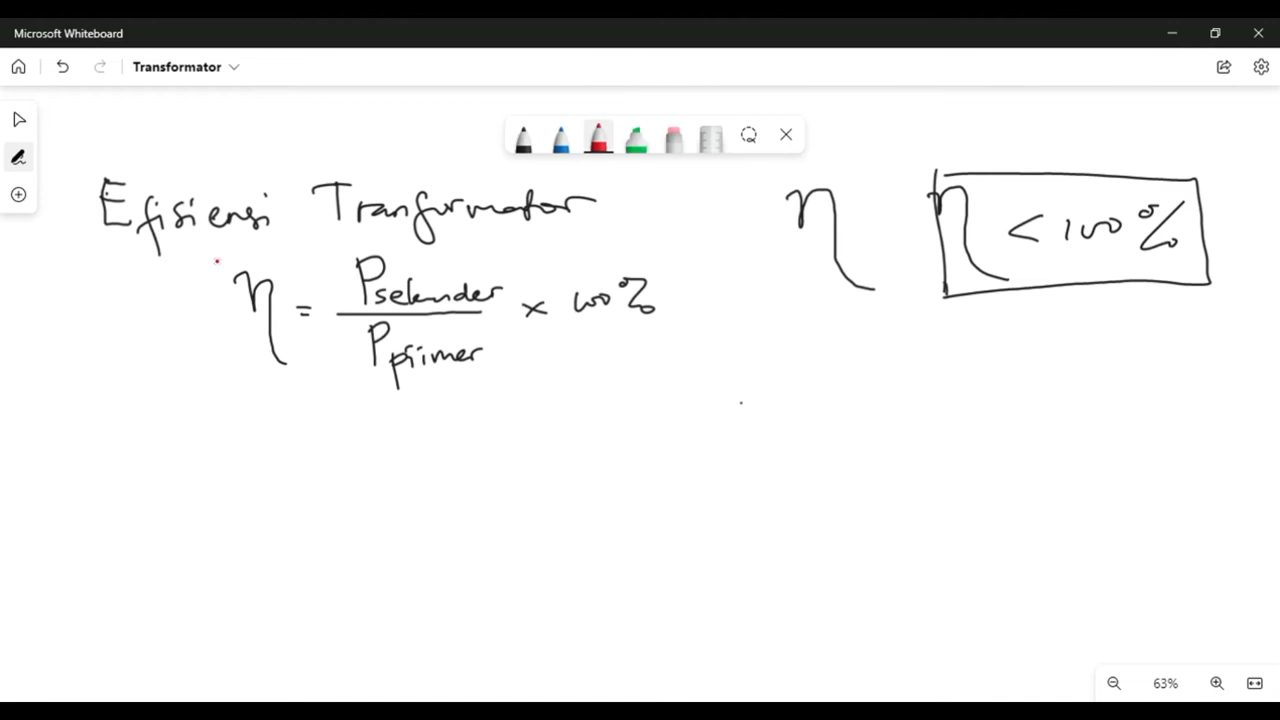 Microsoft Whiteboard
Transformator
Efisiensi Tranformator
η = Psekunder / Pprimer × 100%
η
η < 100%
63%